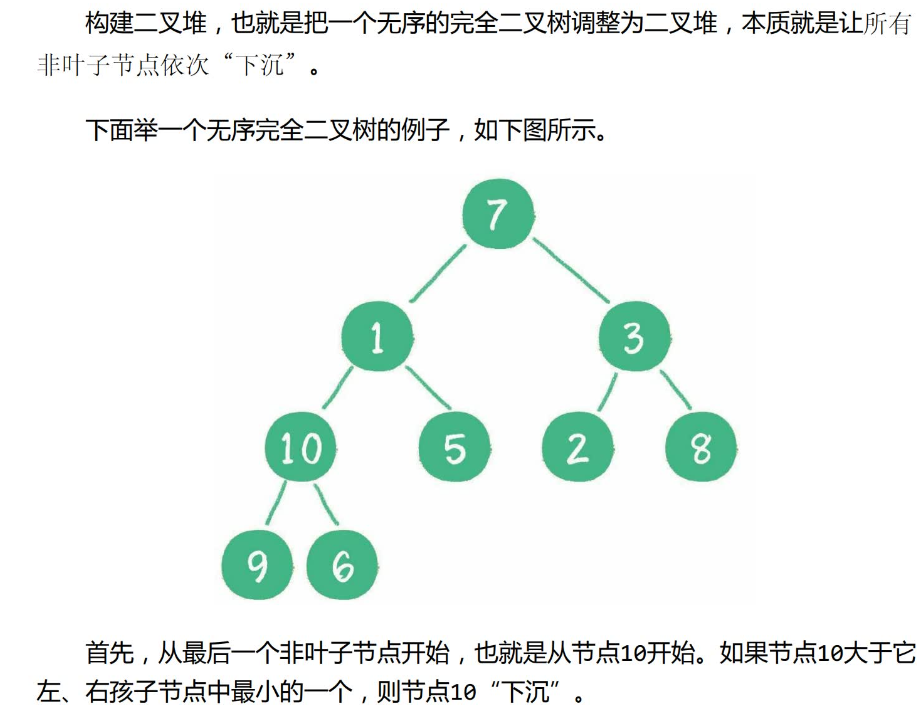 构建二叉堆，也就是把一个无序的完全二叉树调整为二叉堆，本质就是让所有
非叶子节点依次“下沉”。
下面举一个无序完全二叉树的例子，如下图所示。
7
1
3
10
5
2
8
9
6
首先，从最后一个非叶子节点开始，也就是从节点10开始。如果节点10大于它
左、右孩子节点中最小的一个，则节点10“下沉”。